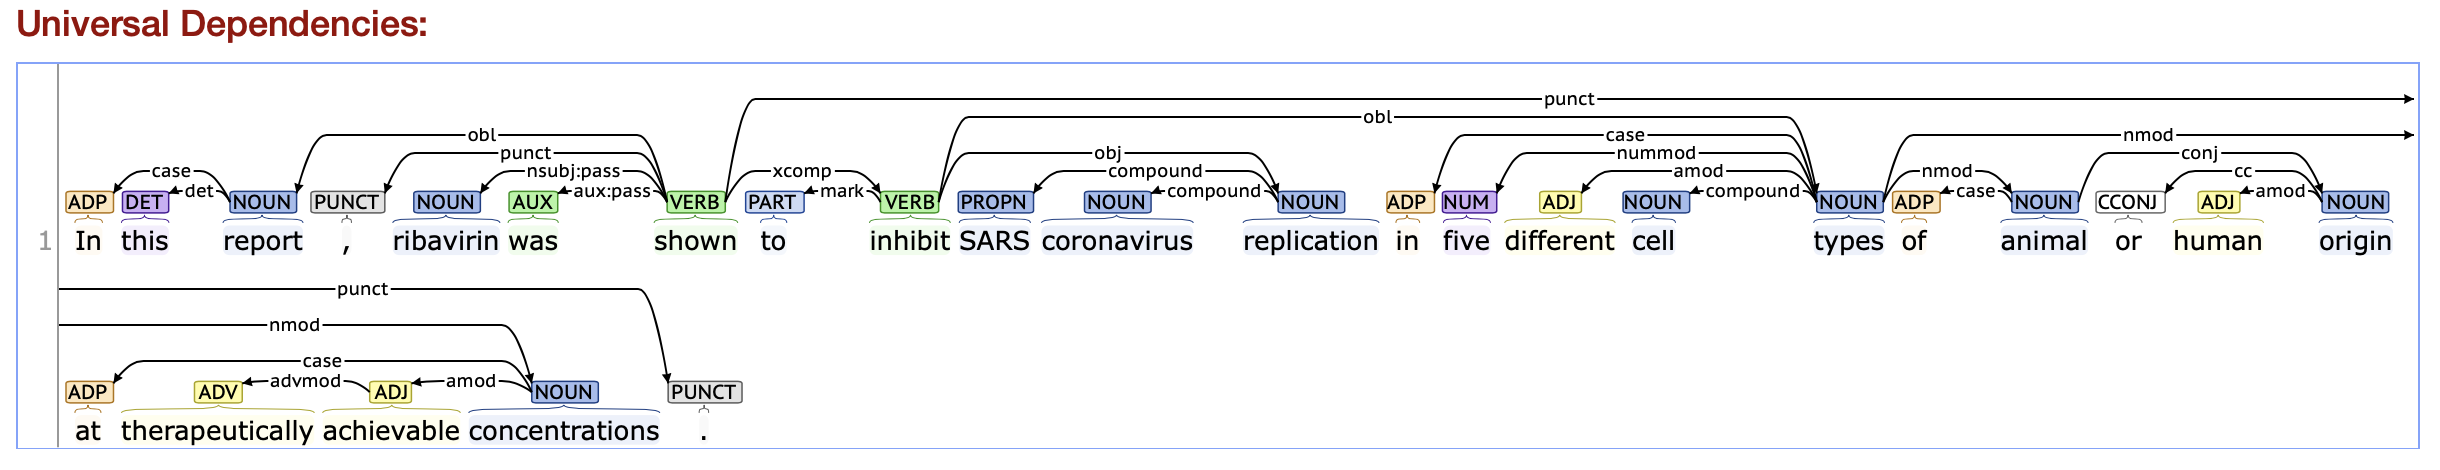 Universal Dependencies:
punct
obl
obl case nmod
punct obj nummod conj
case nsubj:pass xcomp compound amod nmod cc
det aux:pass mark compound compound case amod
ADP DET NOUN PUNCT NOUN AUX VERB PART VERB PROPN NOUN NOUN ADP NUM ADJ NOUN NOUN ADP NOUN CCONJ ADJ NOUN
1 In this report , ribavirin was shown to inhibit SARS coronavirus replication in five different cell types of animal or human origin
punct
nmod
case
advmod amod
ADP ADV ADJ NOUN PUNCT
at therapeutically achievable concentrations .